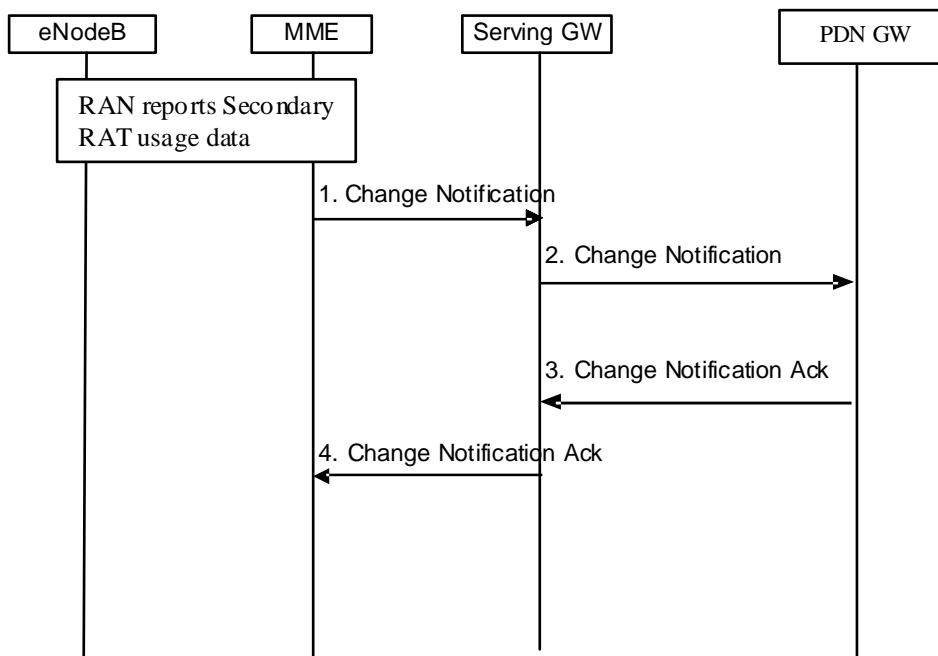 eNodeB
MME
Serving GW
PDN GW
RAN reports Secondary
RAT usage data
1. Change Notification
2. Change Notification
3. Change Notification Ack
4. Change Notification Ack